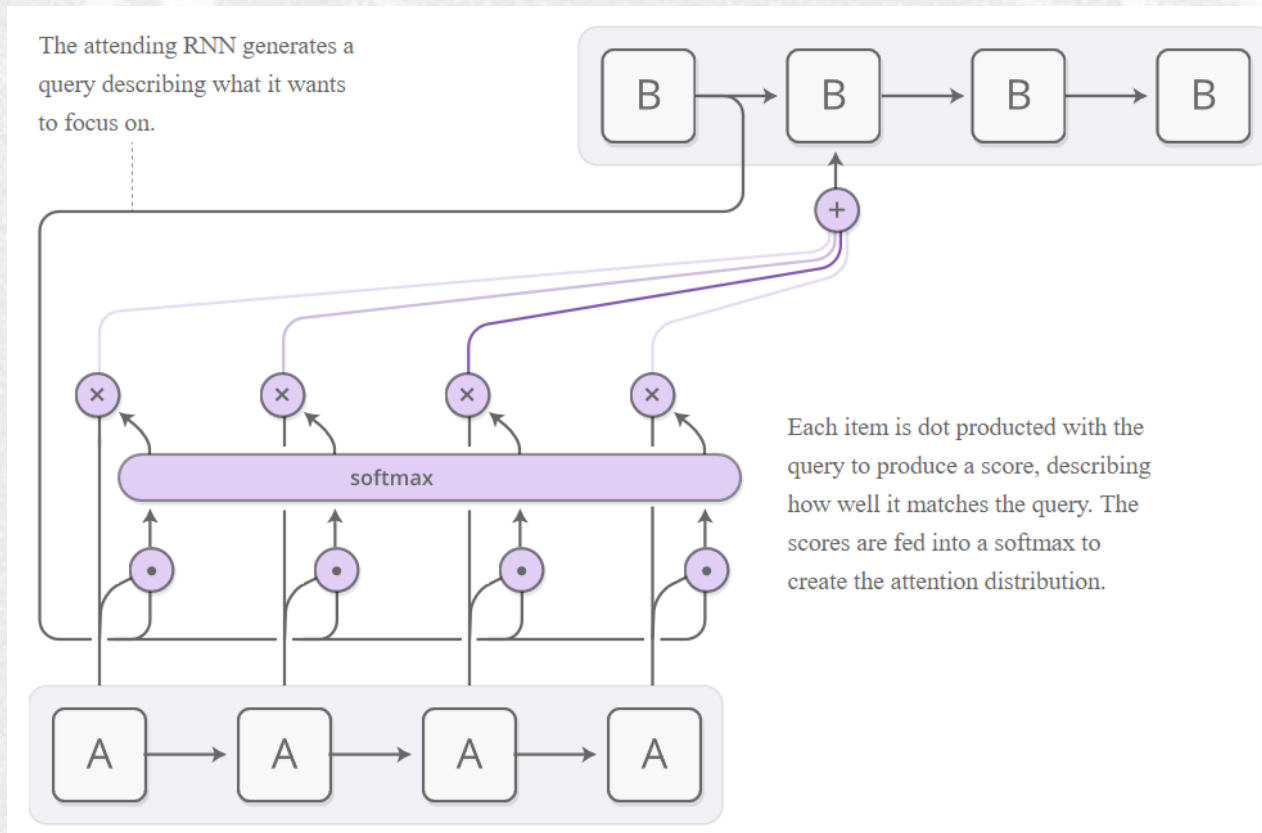 The attending RNN generates a
query describing what it wants
to focus on.
B
B
B
B
+
×
×
×
×
softmax
Each item is dot producted with the
query to produce a score, describing
how well it matches the query. The
scores are fed into a softmax to
create the attention distribution.
A
A
A
A